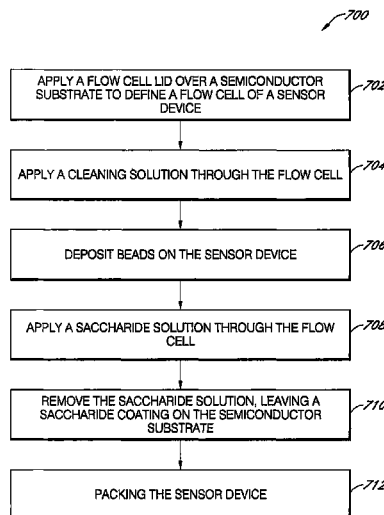 700
APPLY A FLOW CELL LID OVER A SEMICONDUCTOR
SUBSTRATE TO DEFINE A FLOW CELL OF A SENSOR
DEVICE
702
APPLY A CLEANING SOLUTION THROUGH THE FLOW CELL
704
DEPOSIT BEADS ON THE SENSOR DEVICE
706
APPLY A SACCHARIDE SOLUTION THROUGH THE FLOW
CELL
708
REMOVE THE SACCHARIDE SOLUTION, LEAVING A
SACCHARIDE COATING ON THE SEMICONDUCTOR
SUBSTRATE
710
PACKING THE SENSOR DEVICE
712